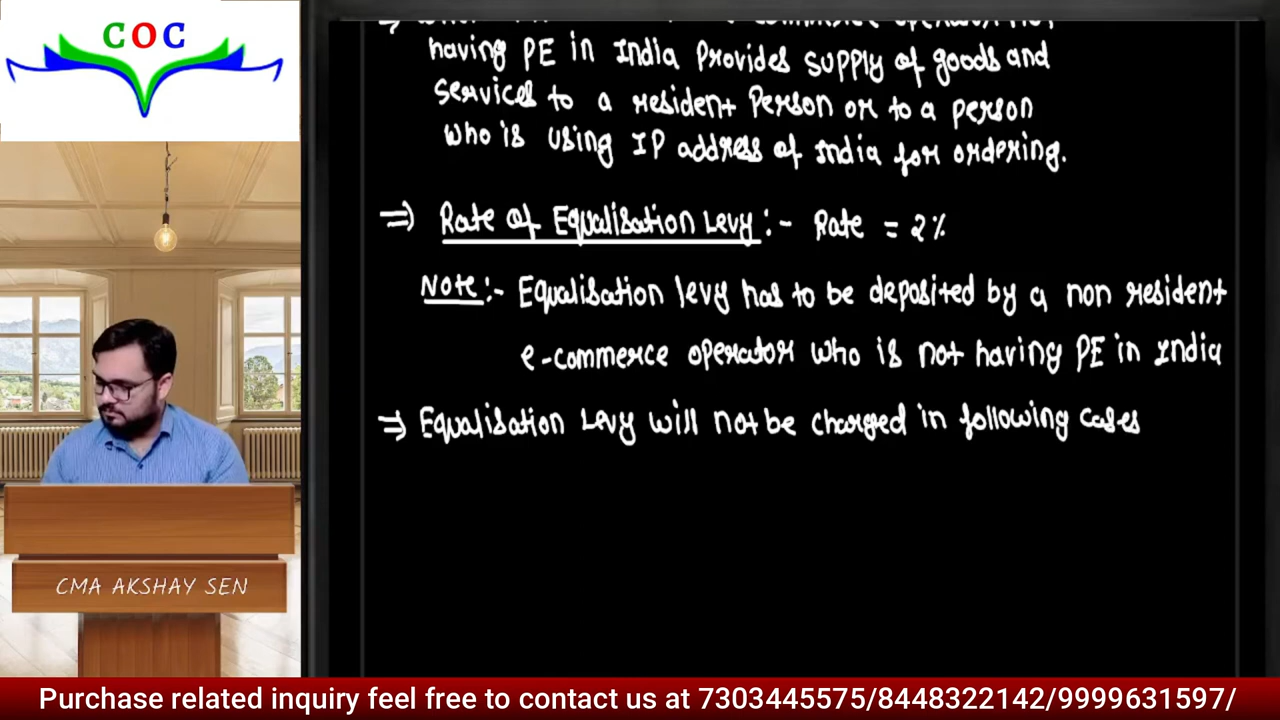 COC
having PE in India Provides supply of goods and
services to a resident Person or to a person
who is using IP address of India for ordering.
⇒ Rate of Equalisation Levy :- Rate = 2%
Note :- Equalisation levy has to be deposited by a non resident
e-commerce operator who is not having PE in India
⇒ Equalisation Levy will not be charged in following cases
CMA AKSHAY SEN
Purchase related inquiry feel free to contact us at 7303445575/8448322142/9999631597/